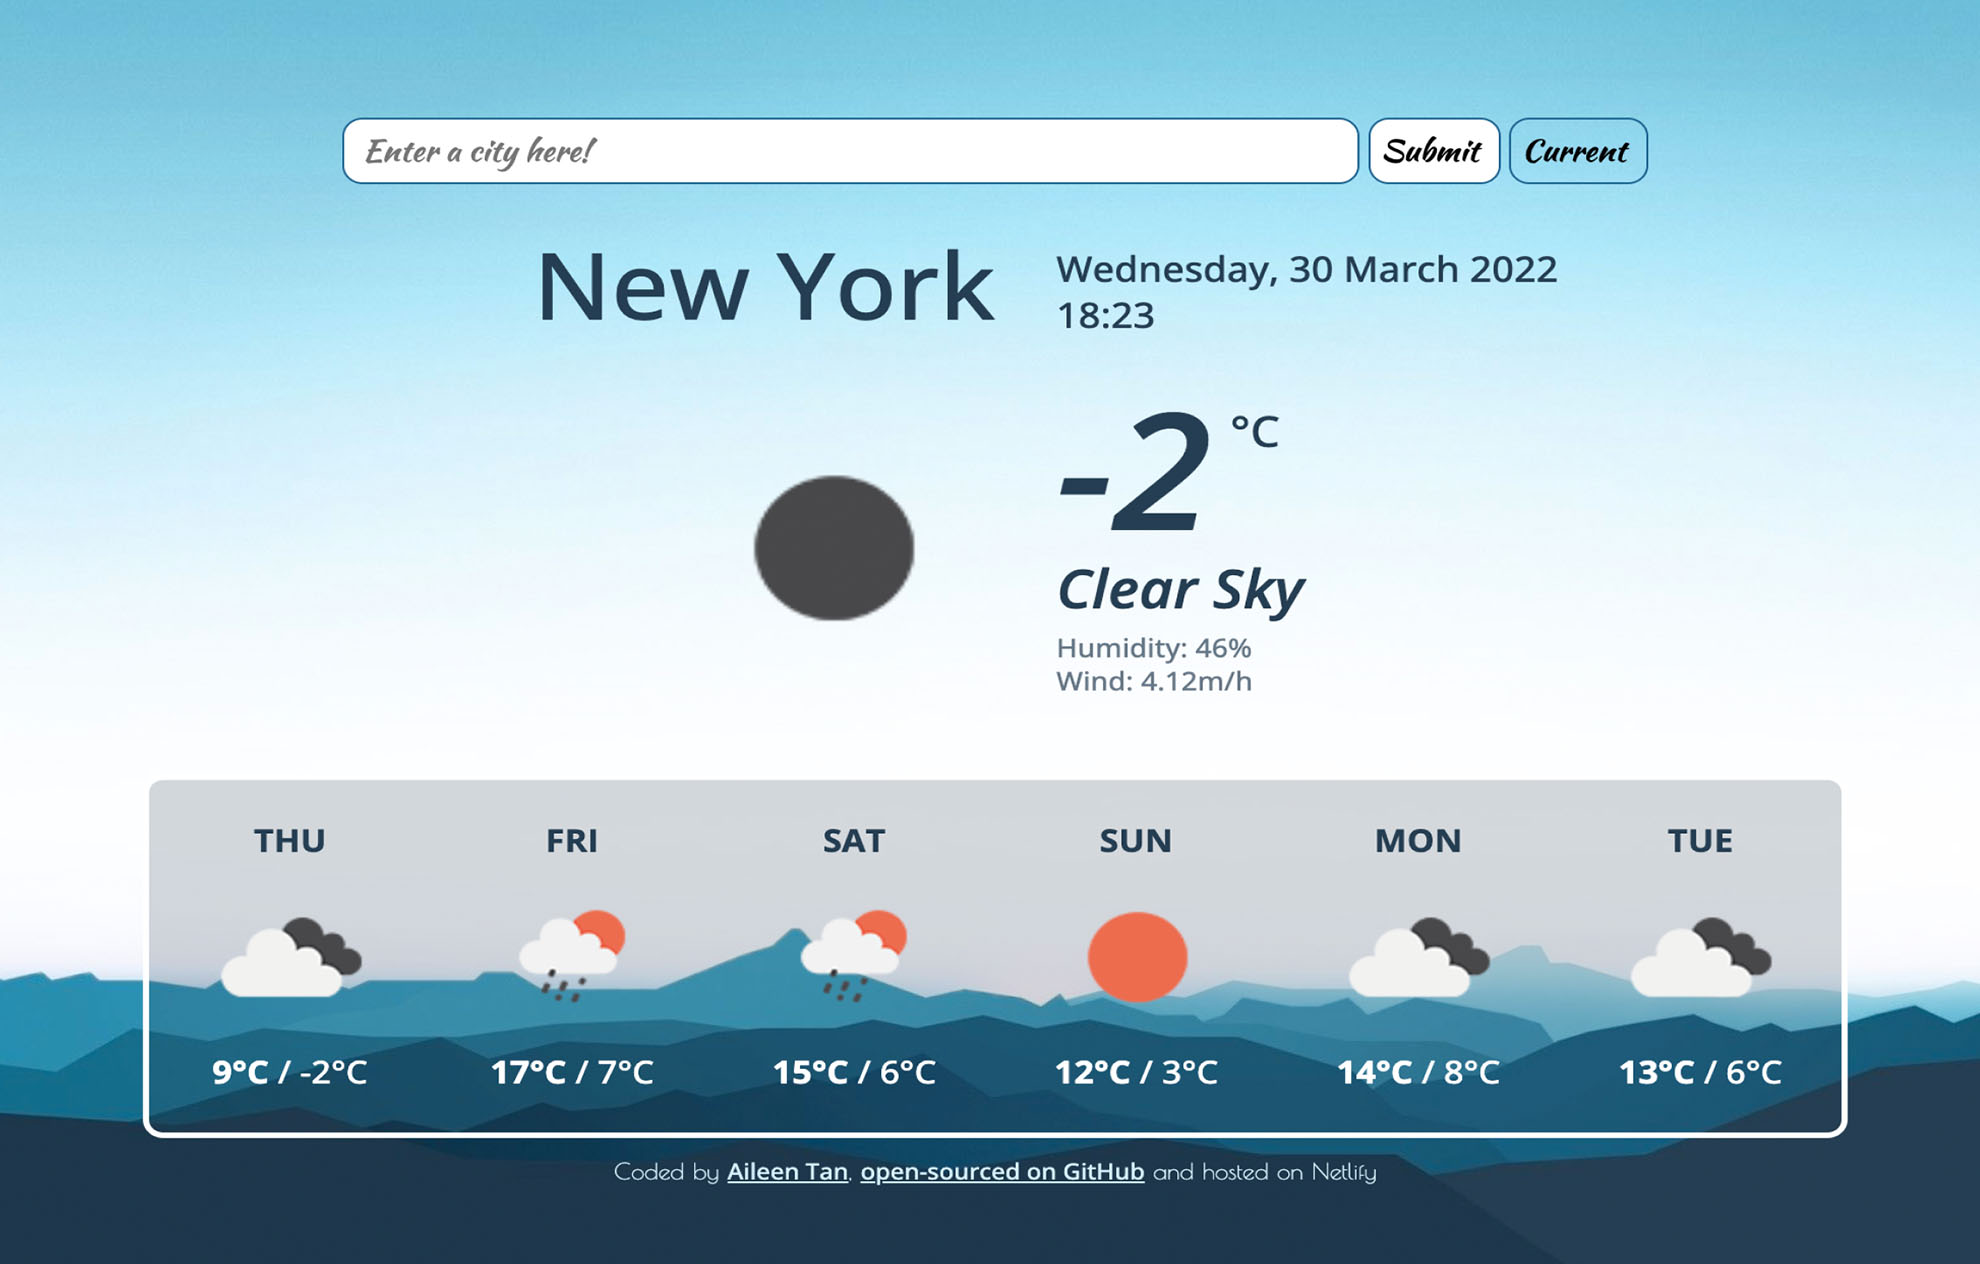 Enter a city here!
Submit
Current
New York
Wednesday, 30 March 2022
18:23
-2 °C
Clear Sky
Humidity: 46%
Wind: 4.12m/h
THU
FRI
SAT
SUN
MON
TUE
9°C / -2°C
17°C / 7°C
15°C / 6°C
12°C / 3°C
14°C / 8°C
13°C / 6°C
Coded by Aileen Tan, open-sourced on GitHub and hosted on Netlify